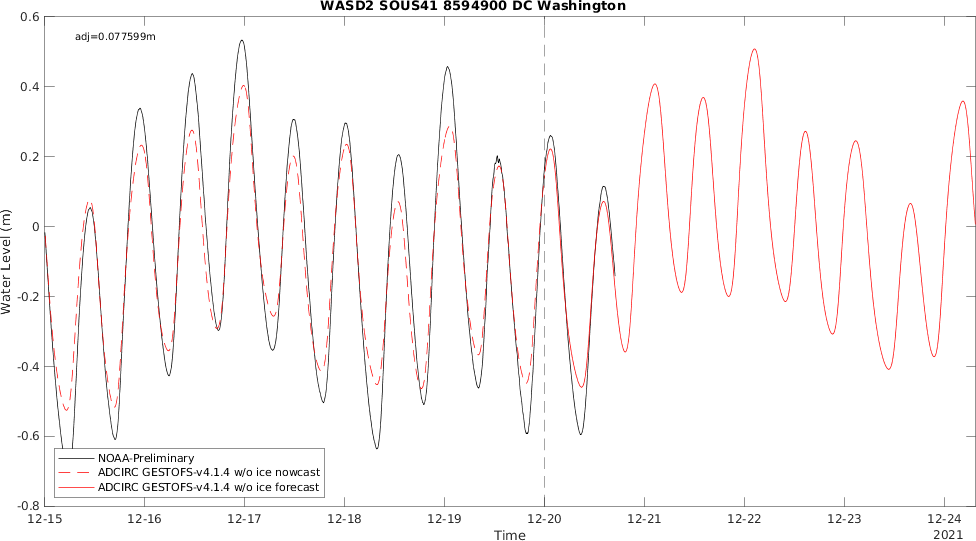 WASD2 SOUS41 8594900 DC Washington
adj=0.077599m
0.6
0.4
0.2
0
-0.2
-0.4
-0.6
-0.8
Water Level (m)
NOAA-Preliminary
ADCIRC GESTOFS-v4.1.4 w/o ice nowcast
ADCIRC GESTOFS-v4.1.4 w/o ice forecast
12-15 12-16 12-17 12-18 12-19 12-20 12-21 12-22 12-23 12-24
Time 2021